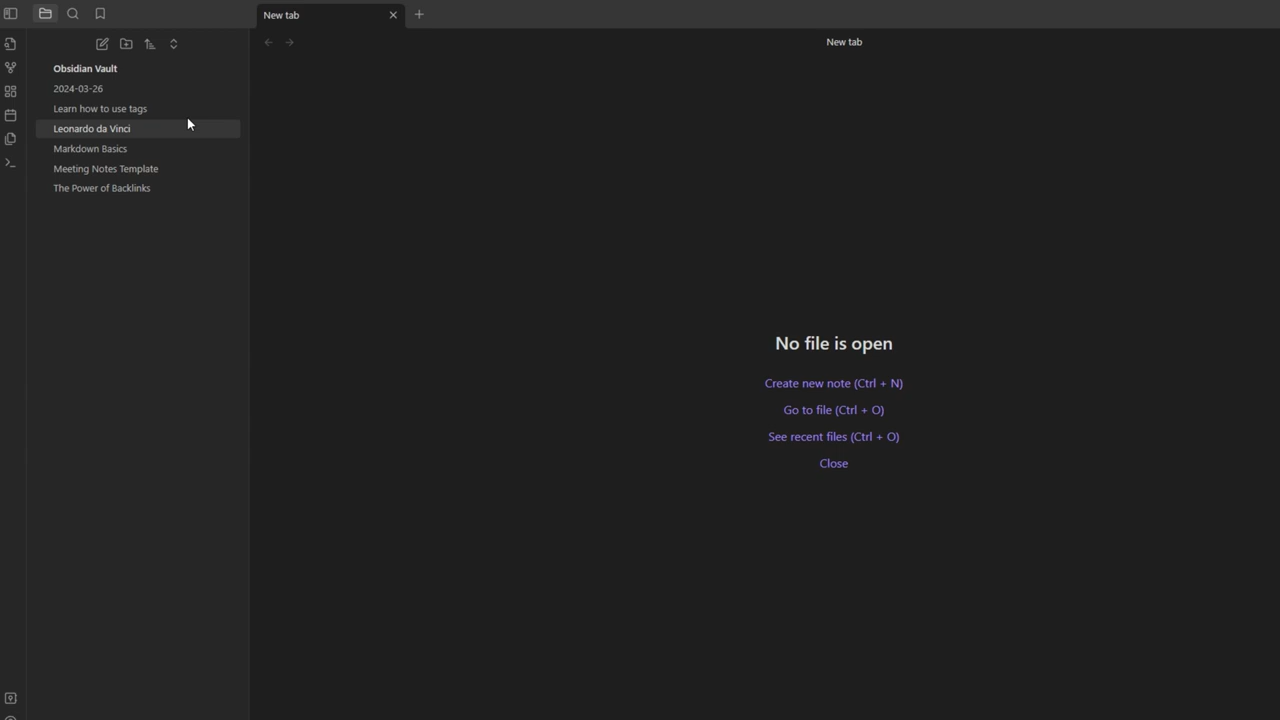 New tab
New tab
Obsidian Vault
2024-03-26
Learn how to use tags
Leonardo da Vinci
Markdown Basics
Meeting Notes Template
The Power of Backlinks
No file is open
Create new note (Ctrl + N)
Go to file (Ctrl + O)
See recent files (Ctrl + O)
Close